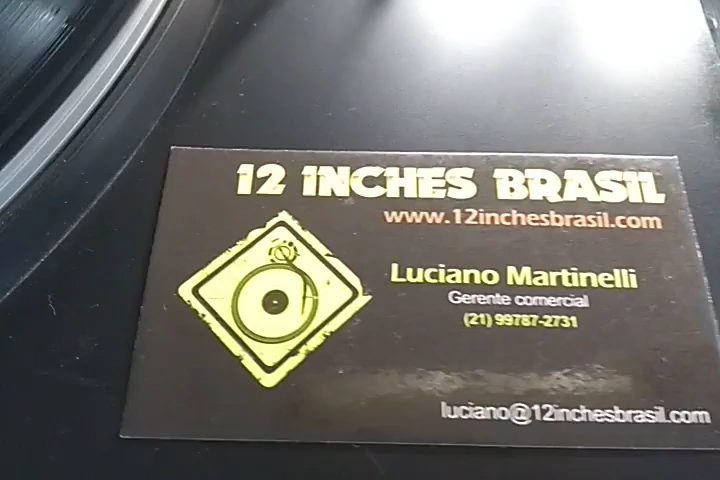 12 INCHES BRASIL
www.12inchesbrasil.com
Luciano Martinelli
Gerente comercial
(21) 99787-2731
luciano@12inchesbrasil.com